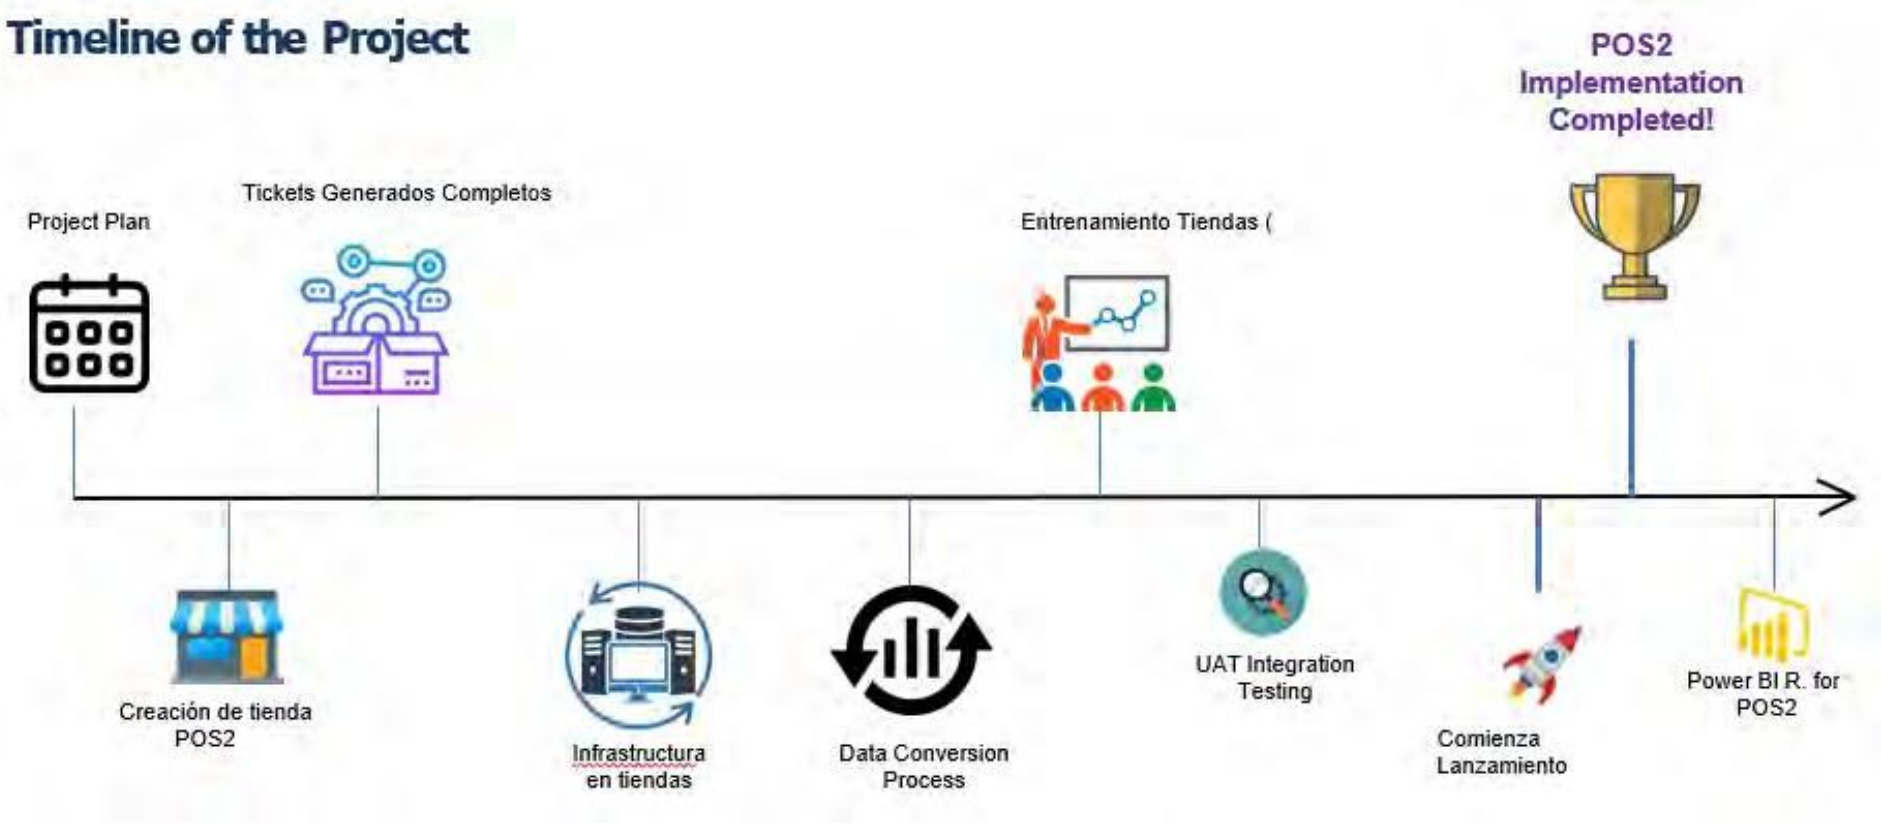 Timeline of the Project
POS2
Implementation
Completed!
Project Plan
Tickets Generados Completos
Entrenamiento Tiendas (
Creación de tienda
POS2
Infrastructura
en tiendas
Data Conversion
Process
UAT Integration
Testing
Comienza
Lanzamiento
Power BI R. for
POS2